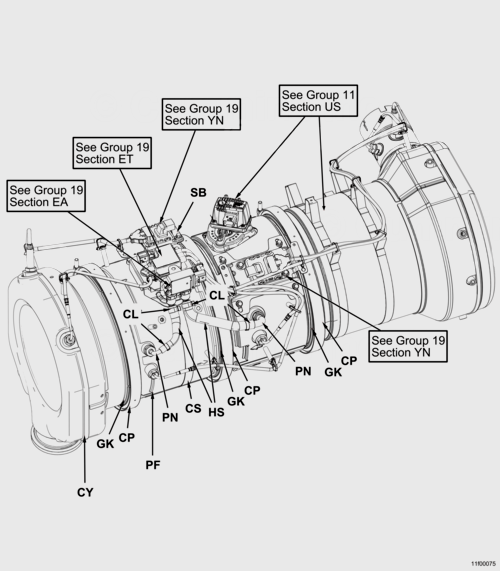 See Group 11
Section US
See Group 19
Section YN
See Group 19
Section ET
See Group 19
Section EA
SB
CL
CL
See Group 19
Section YN
CP
PN
GK
CP
GK
HS
CS
PN
CP
GK
PF
CY
11f00075